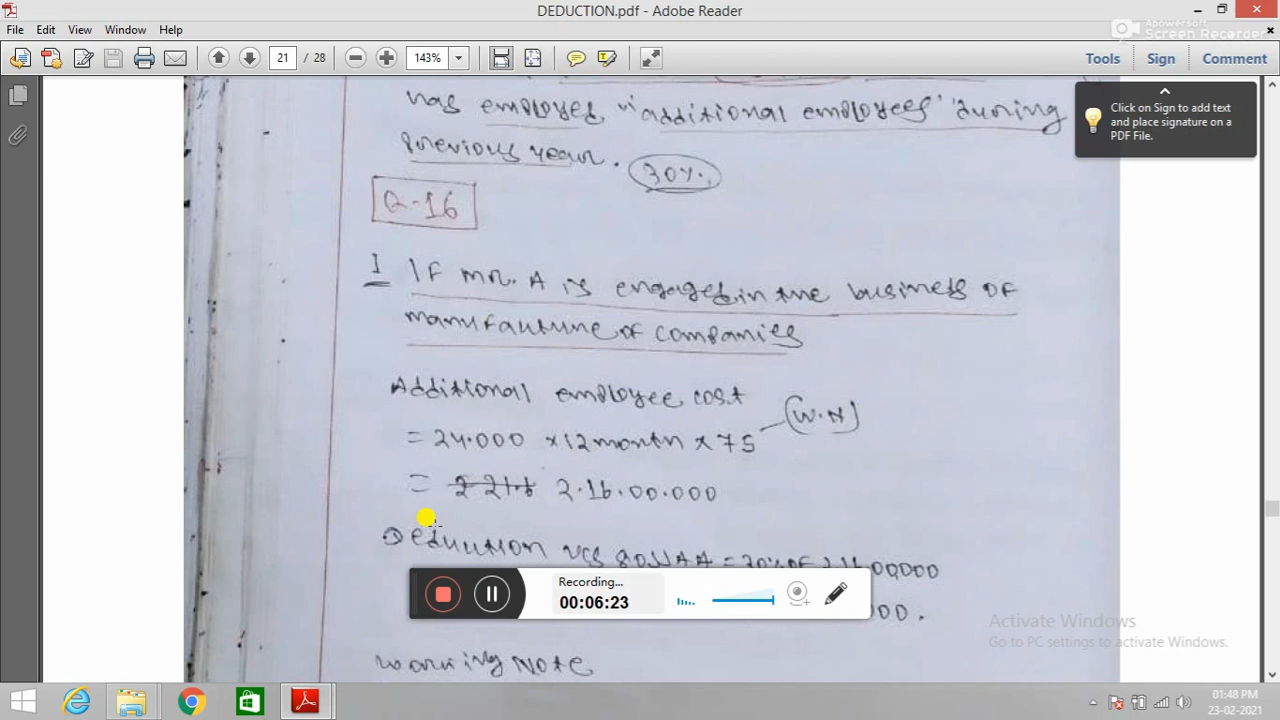 DEDUCTION.pdf - Adobe Reader
File Edit View Window Help
21 / 28
143%
Tools Sign Comment
Apowersoft
Screen Recorder
Click on Sign to add text
and place signature on a
PDF File.
has employed "additional employees" during
previous year. 30%.
Q-16
I IF mr. A is engaged in the business OF
manufacture of companies
Additional employee cost
= 24.000 x 12 month x 75 (W.N)
= 2.16.00.000
Deduction u/s 80JJAA = 30% OF 2.16.00000
000.
Working Note
Recording...
00:06:23
Activate Windows
Go to PC settings to activate Windows.
01:48 PM
23-02-2021